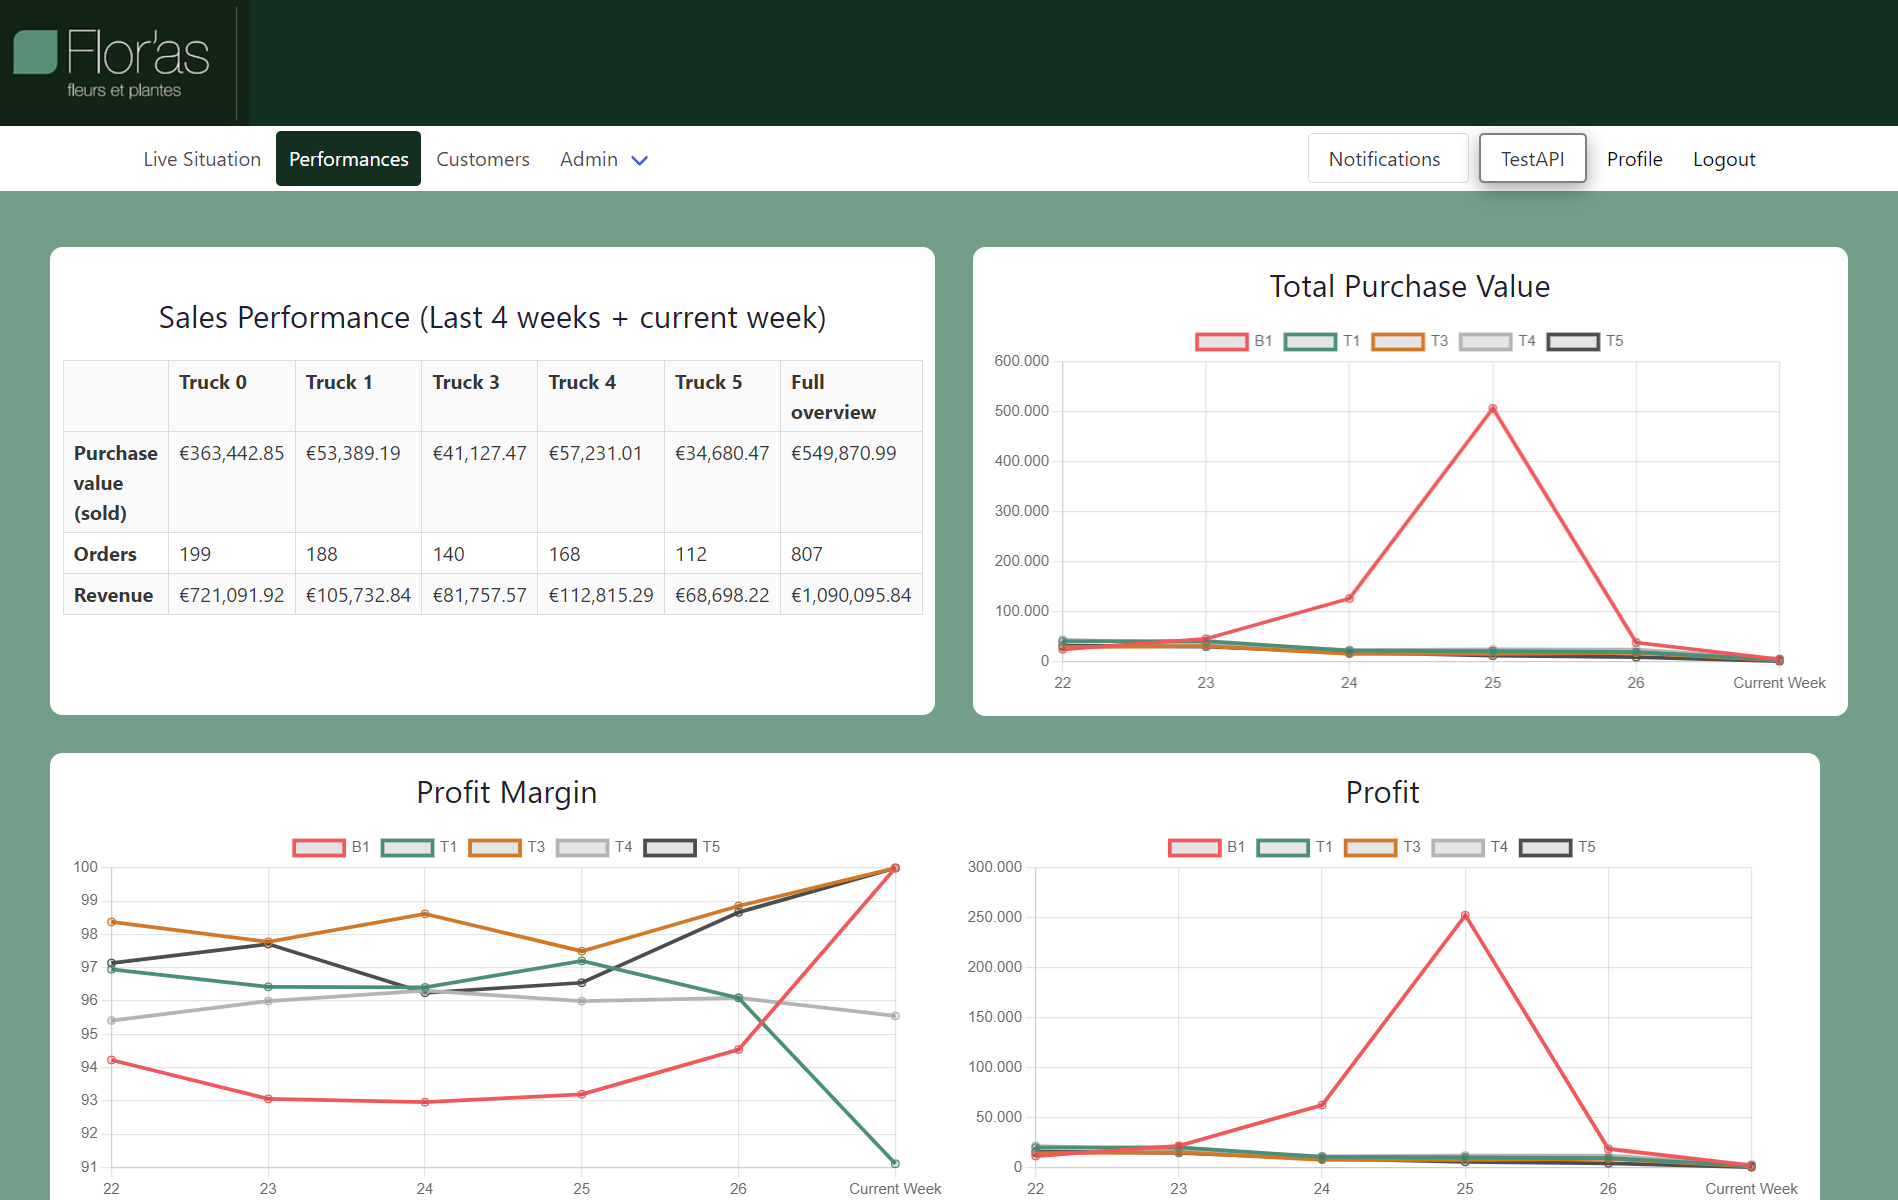 Flor'as
fleurs et plantes
Live Situation Performances Customers Admin Notifications TestAPI Profile Logout
Sales Performance (Last 4 weeks + current week)
Truck 0 Truck 1 Truck 3 Truck 4 Truck 5 Full overview
Purchase value (sold) €363,442.85 €53,389.19 €41,127.47 €57,231.01 €34,680.47 €549,870.99
Orders 199 188 140 168 112 807
Revenue €721,091.92 €105,732.84 €81,757.57 €112,815.29 €68,698.22 €1,090,095.84
Total Purchase Value
B1 T1 T3 T4 T5
600.000
500.000
400.000
300.000
200.000
100.000
0
22 23 24 25 26 Current Week
Profit Margin
B1 T1 T3 T4 T5
100
99
98
97
96
95
94
93
92
91
22 23 24 25 26 Current Week
Profit
B1 T1 T3 T4 T5
300.000
250.000
200.000
150.000
100.000
50.000
0
22 23 24 25 26 Current Week